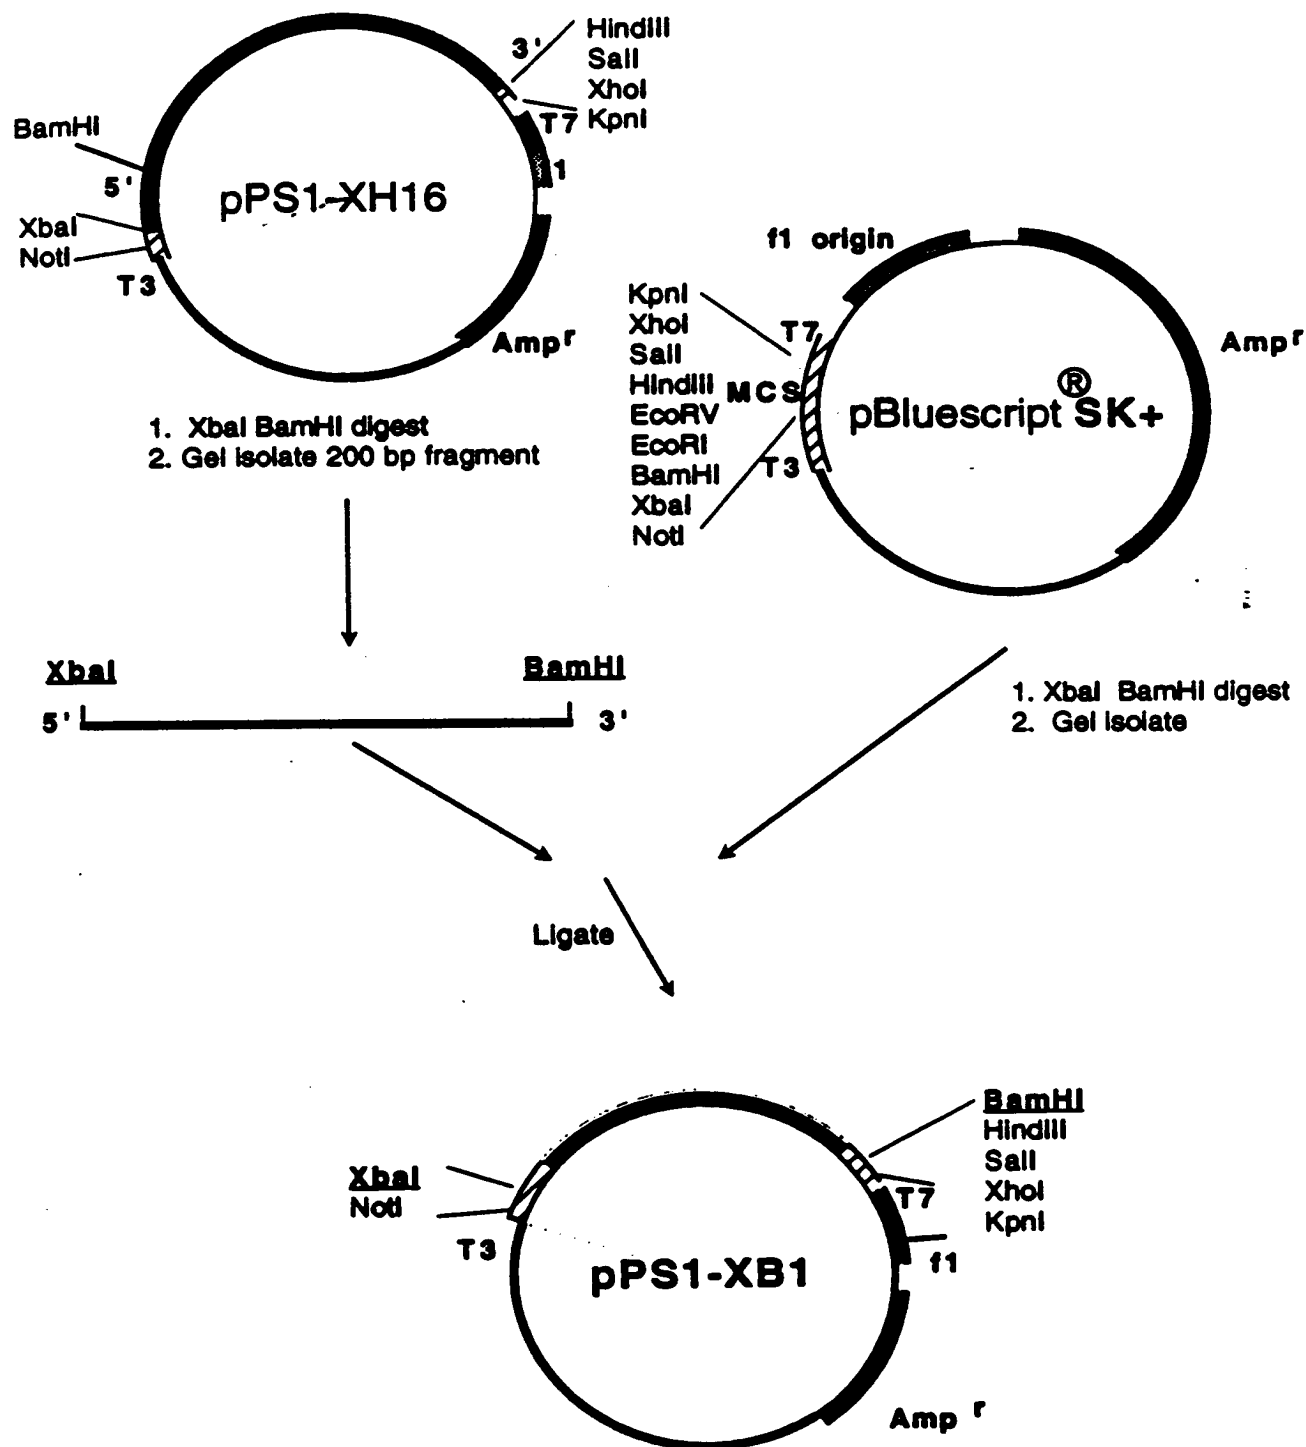 HindIII
3'
SalI
XhoI
KpnI
T7
BamHI
1
5'
pPS1-XH16
XbaI
NotI
T3
Amp r
1. XbaI BamHI digest
2. Gel isolate 200 bp fragment
f1 origin
KpnI
XhoI
SalI
HindIII
EcoRV
EcoRI
BamHI
XbaI
NotI
T7
MCS
T3
Amp r
pBluescript ® SK+
XbaI
BamHI
5'
3'
1. XbaI BamHI digest
2. Gel isolate
Ligate
BamHI
HindIII
SalI
XhoI
KpnI
XbaI
NotI
T7
T3
f1
pPS1-XB1
Amp r